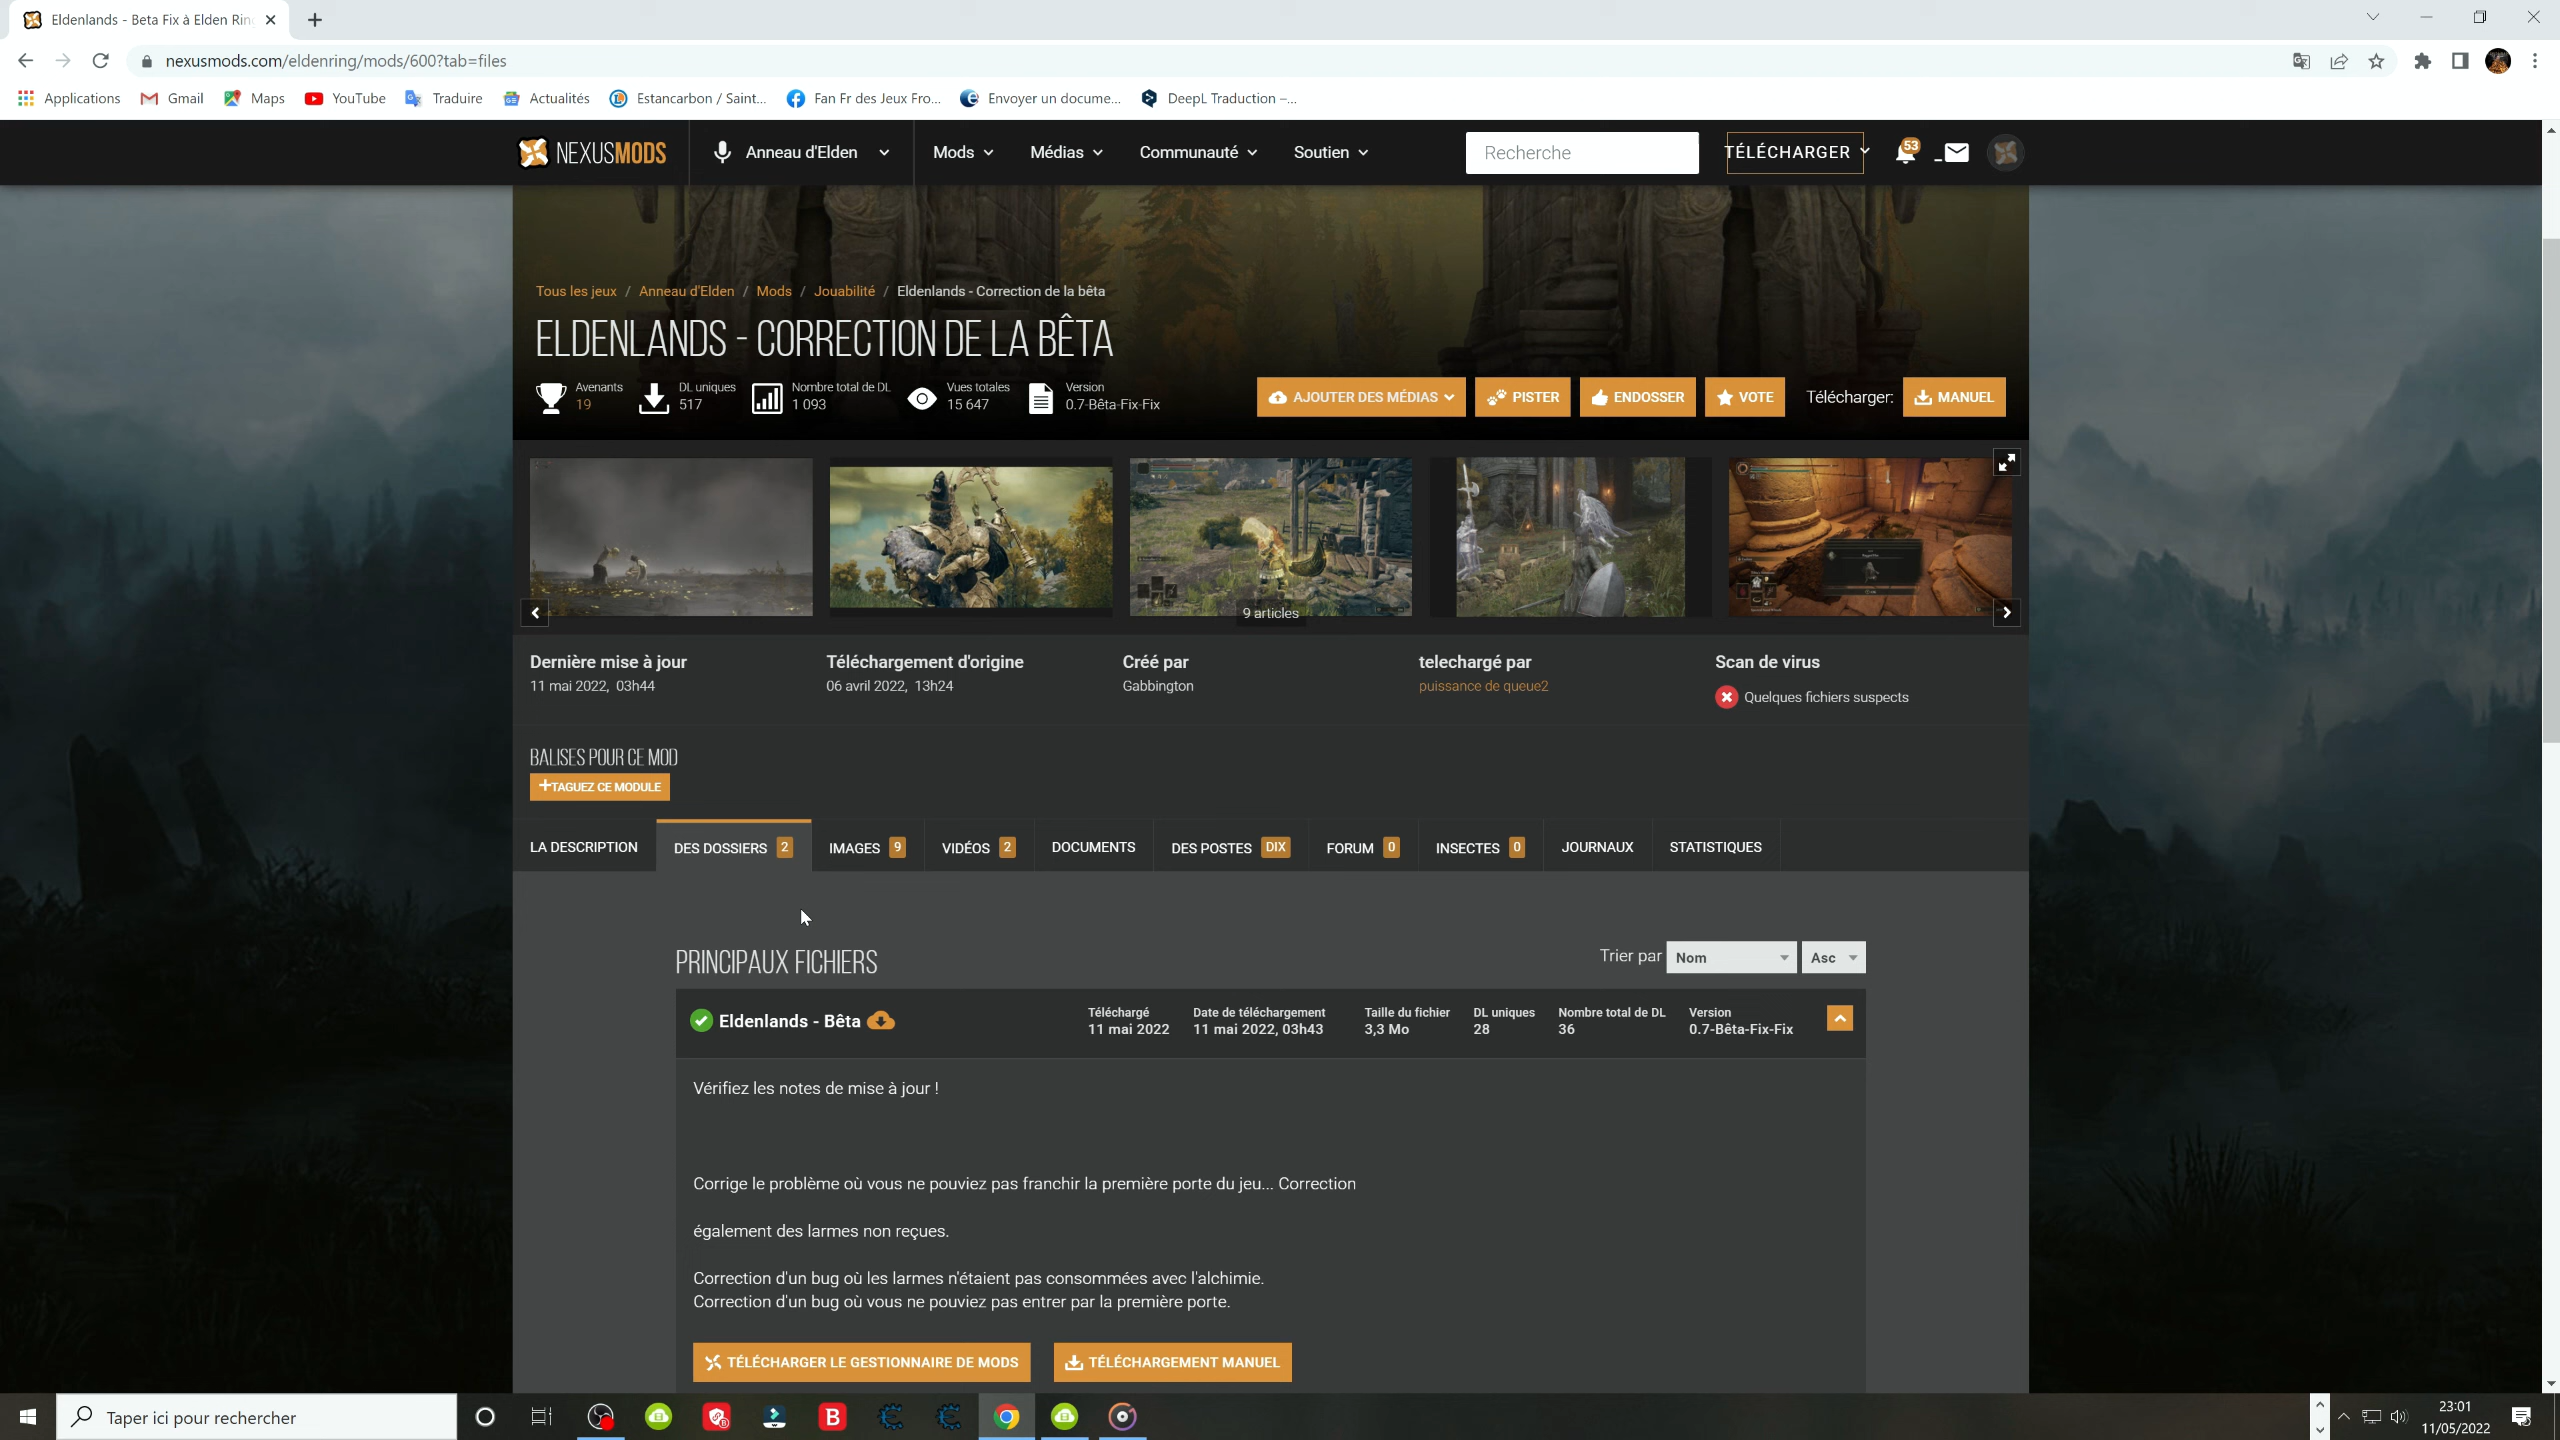 Eldenlands - Beta Fix à Elden Rin
nexusmods.com/eldenring/mods/600?tab=files
Applications
Gmail
Maps
YouTube
Traduire
Actualités
Estancarbon / Saint...
Fan Fr des Jeux Fro...
Envoyer un docume...
DeepL Traduction –...
NEXUSMODS
Anneau d'Elden
Mods
Médias
Communauté
Soutien
Recherche
TÉLÉCHARGER
53
Tous les jeux / Anneau d'Elden / Mods / Jouabilité / Eldenlands - Correction de la bêta
ELDENLANDS - CORRECTION DE LA BÊTA
Avenants
19
DL uniques
517
Nombre total de DL
1 093
Vues totales
15 647
Version
0.7-Bêta-Fix-Fix
AJOUTER DES MÉDIAS
PISTER
ENDOSSER
VOTE
Télécharger:
MANUEL
9 articles
Dernière mise à jour
11 mai 2022, 03h44
Téléchargement d'origine
06 avril 2022, 13h24
Créé par
Gabbington
telechargé par
puissance de queue2
Scan de virus
Quelques fichiers suspects
BALISES POUR CE MOD
+TAGUEZ CE MODULE
LA DESCRIPTION
DES DOSSIERS 2
IMAGES 9
VIDÉOS 2
DOCUMENTS
DES POSTES DIX
FORUM 0
INSECTES 0
JOURNAUX
STATISTIQUES
PRINCIPAUX FICHIERS
Trier par
Nom
Asc
Eldenlands - Bêta
Téléchargé
11 mai 2022
Date de téléchargement
11 mai 2022, 03h43
Taille du fichier
3,3 Mo
DL uniques
28
Nombre total de DL
36
Version
0.7-Bêta-Fix-Fix
Vérifiez les notes de mise à jour !
Corrige le problème où vous ne pouviez pas franchir la première porte du jeu... Correction
également des larmes non reçues.
Correction d'un bug où les larmes n'étaient pas consommées avec l'alchimie.
Correction d'un bug où vous ne pouviez pas entrer par la première porte.
TÉLÉCHARGER LE GESTIONNAIRE DE MODS
TÉLÉCHARGEMENT MANUEL
Taper ici pour rechercher
23:01
11/05/2022